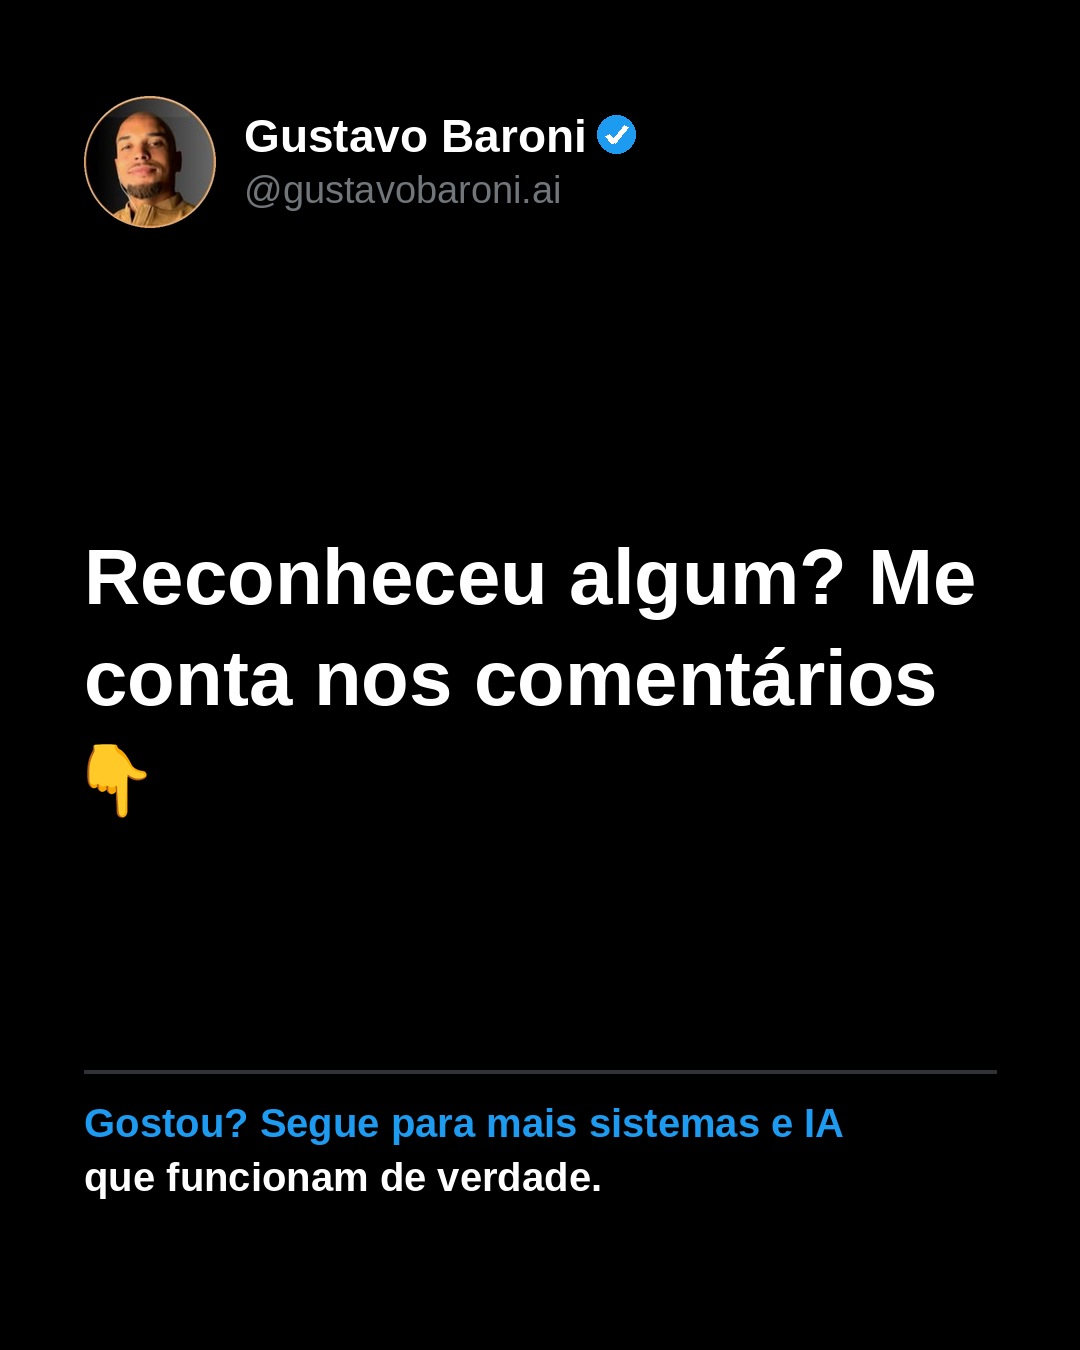 Gustavo Baroni
@gustavobaroni.ai
Reconheceu algum? Me
conta nos comentários
👇
Gostou? Segue para mais sistemas e IA
que funcionam de verdade.